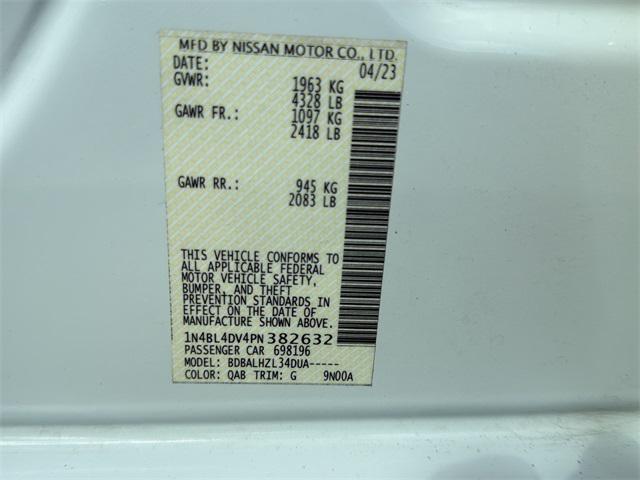 MFD BY NISSAN MOTOR CO., LTD.
DATE: 04/23
GVWR: 1963 KG
4328 LB
GAWR FR.: 1097 KG
2418 LB
GAWR RR.: 945 KG
2083 LB
THIS VEHICLE CONFORMS TO
ALL APPLICABLE FEDERAL
MOTOR VEHICLE SAFETY,
BUMPER, AND THEFT
PREVENTION STANDARDS IN
EFFECT ON THE DATE OF
MANUFACTURE SHOWN ABOVE.
1N4BL4DV4PN382632
PASSENGER CAR 698196
MODEL: BDBALHZL34DUA-----
COLOR: QAB TRIM: G 9N00A